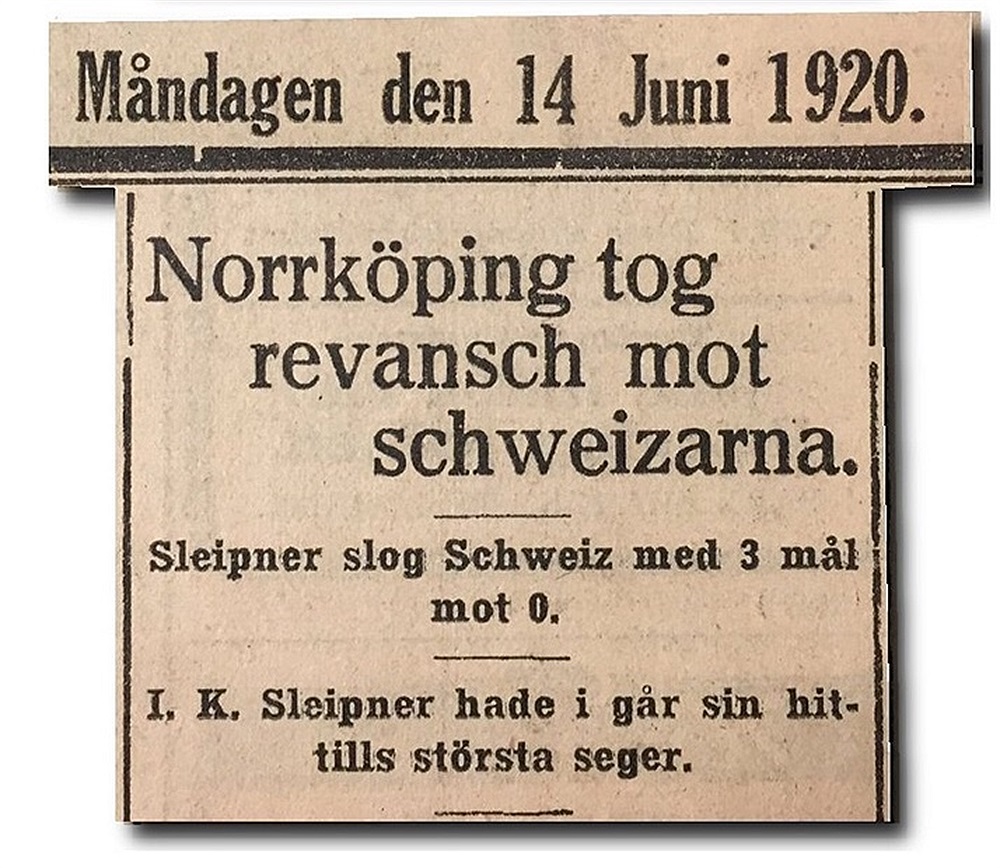 Måndagen den 14 Juni 1920.
Norrköping tog
revansch mot
schweizarna.
Sleipner slog Schweiz med 3 mål
mot 0.
I. K. Sleipner hade i går sin hit-
tills största seger.